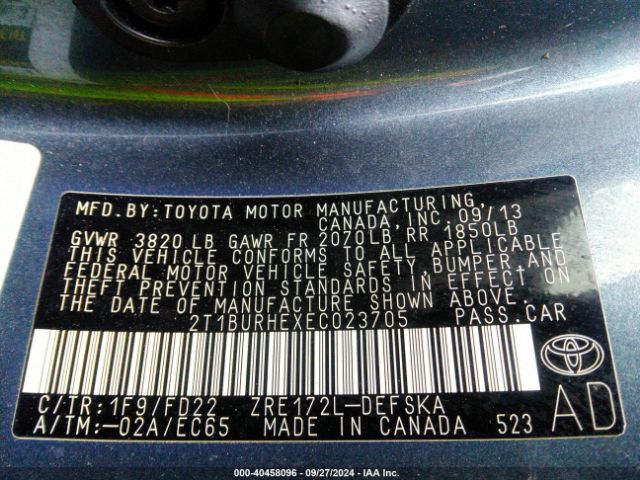 MFD. BY: TOYOTA MOTOR MANUFACTURING,
CANADA, INC. 09/13
GVWR 3820 LB GAWR FR 2070LB RR 1850LB
THIS VEHICLE CONFORMS TO ALL APPLICABLE
FEDERAL MOTOR VEHICLE SAFETY, BUMPER AND
THEFT PREVENTION STANDARDS IN EFFECT ON
THE DATE OF MANUFACTURE SHOWN ABOVE.
2T1BURHEXEC023705 PASS.CAR
C/TR: 1F9/FD22 ZRE172L-DEFSKA
A/TM:-02A/EC65 MADE IN CANADA 523
AD
000-40458096 - 09/27/2024 - IAA Inc.